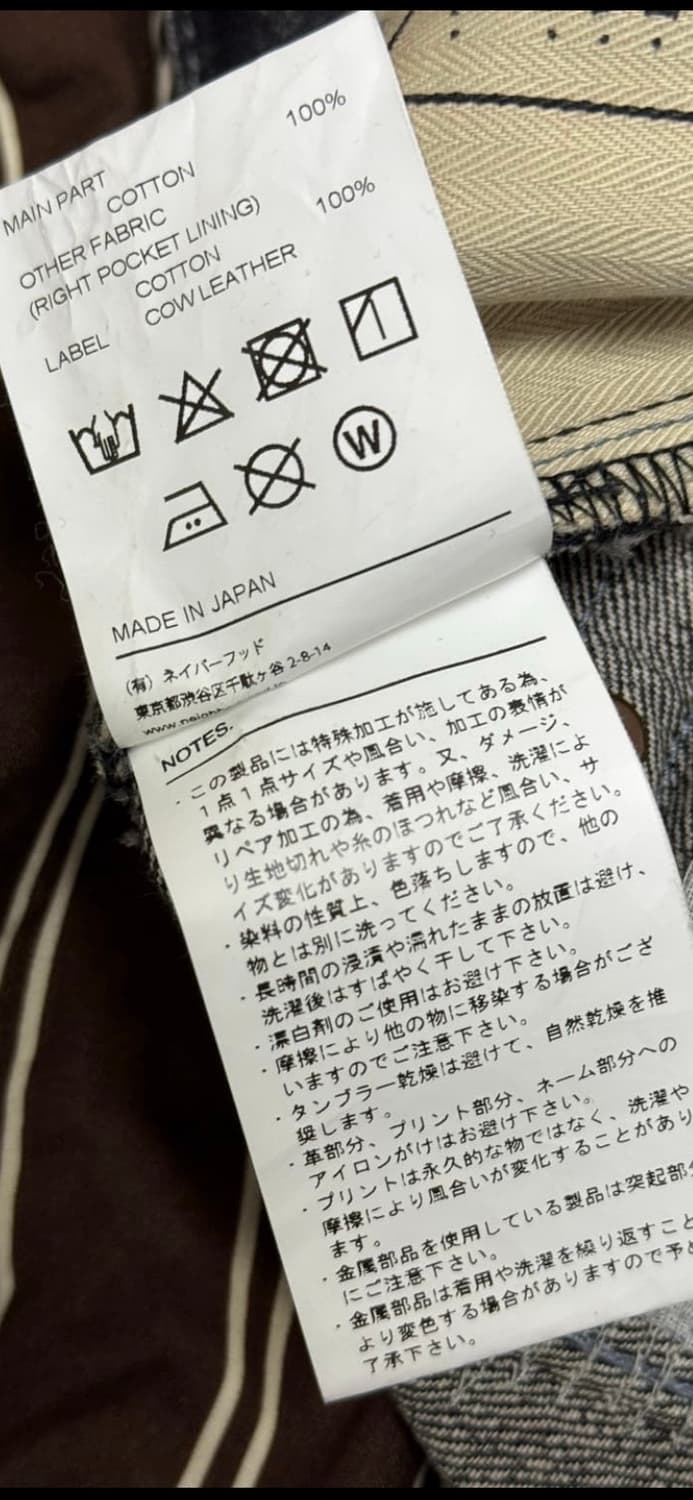 100%
MAIN PART
COTTON
OTHER FABRIC 100%
(RIGHT POCKET LINING)
COTTON
LABEL COW LEATHER
W
MADE IN JAPAN
(有) ネイバーフッド
東京都渋谷区千駄ヶ谷 2-8-14
NOTES.
・この製品には特殊加工が施してある為、
１点１点サイズや風合い、加工の表情が
異なる場合があります。又、ダメージ、
リペア加工の為、着用や摩擦、洗濯によ
り生地切れや糸のほつれなど風合い、サ
イズ変化がありますのでご了承ください。
・染料の性質上、色落ちしますので、他の
物とは別に洗ってください。
・長時間の浸漬や濡れたままの放置は避け、
洗濯後はすばやく干して下さい。
・漂白剤のご使用はお避け下さい。
・摩擦により他の物に移染する場合がござ
いますのでご注意下さい。
・タンブラー乾燥は避けて、自然乾燥を推
奨します。
・革部分、プリント部分、ネーム部分への
アイロンがけはお避け下さい。
・プリントは永久的な物ではなく、洗濯や
摩擦により風合いが変化することがあり
ます。
・金属部品を使用している製品は突起部分
にご注意下さい。
・金属部品は着用や洗濯を繰り返すこと
より変色する場合がありますので予め
了承下さい。